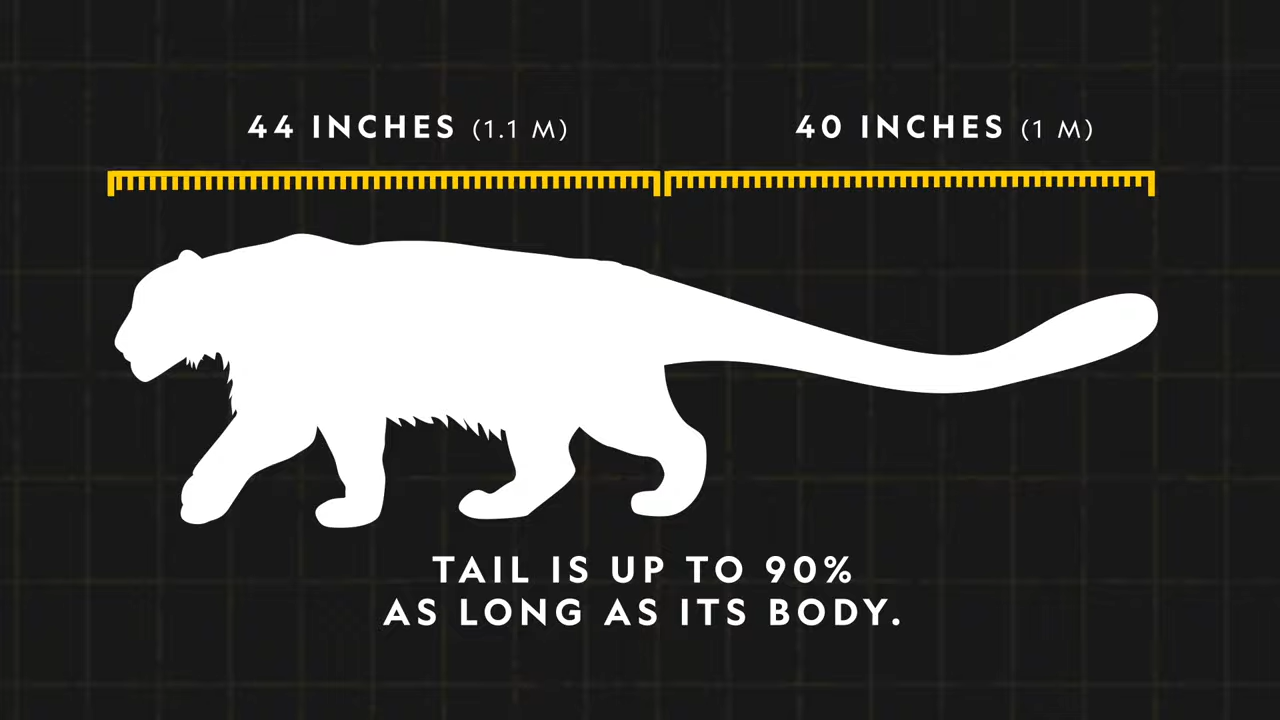 44 INCHES (1.1 M)
40 INCHES (1 M)
TAIL IS UP TO 90%
AS LONG AS ITS BODY.